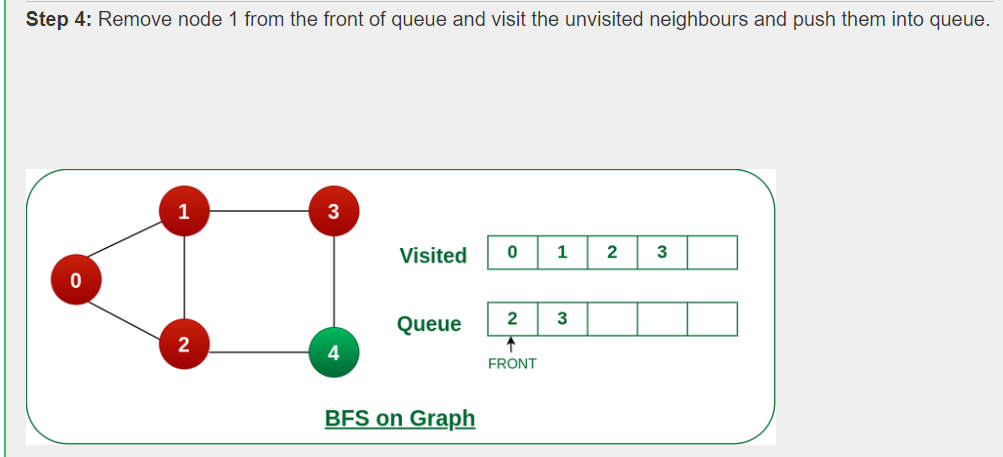 Step 4: Remove node 1 from the front of queue and visit the unvisited neighbours and push them into queue.
1
3
0
2
4
Visited 0 1 2 3
Queue 2 3
FRONT
BFS on Graph